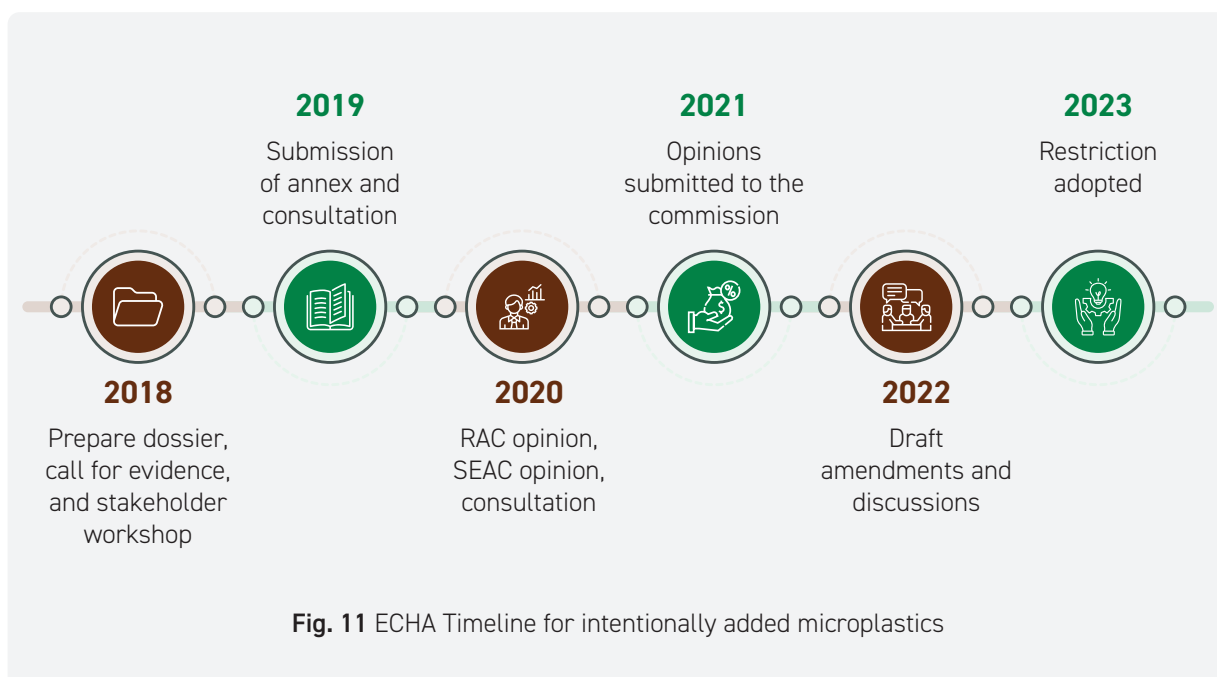 2019
Submission
of annex and
consultation
2021
Opinions
submitted to the
commission
2023
Restriction
adopted
%
$
2018
Prepare dossier,
call for evidence,
and stakeholder
workshop
2020
RAC opinion,
SEAC opinion,
consultation
2022
Draft
amendments and
discussions
Fig. 11 ECHA Timeline for intentionally added microplastics